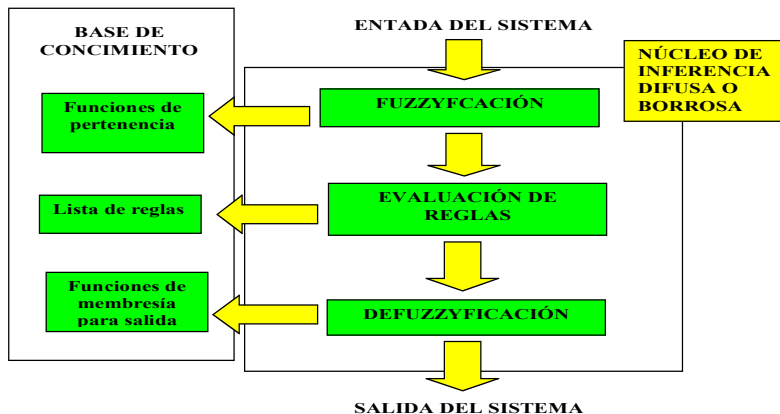 BASE DE
CONCIMIENTO
ENTADA DEL SISTEMA
NÚCLEO DE
INFERENCIA
DIFUSA O
BORROSA
Funciones de
pertenencia
FUZZYFCACIÓN
Lista de reglas
EVALUACIÓN DE
REGLAS
Funciones de
membresía
para salida
DEFUZZYFICACIÓN
SALIDA DEL SISTEMA